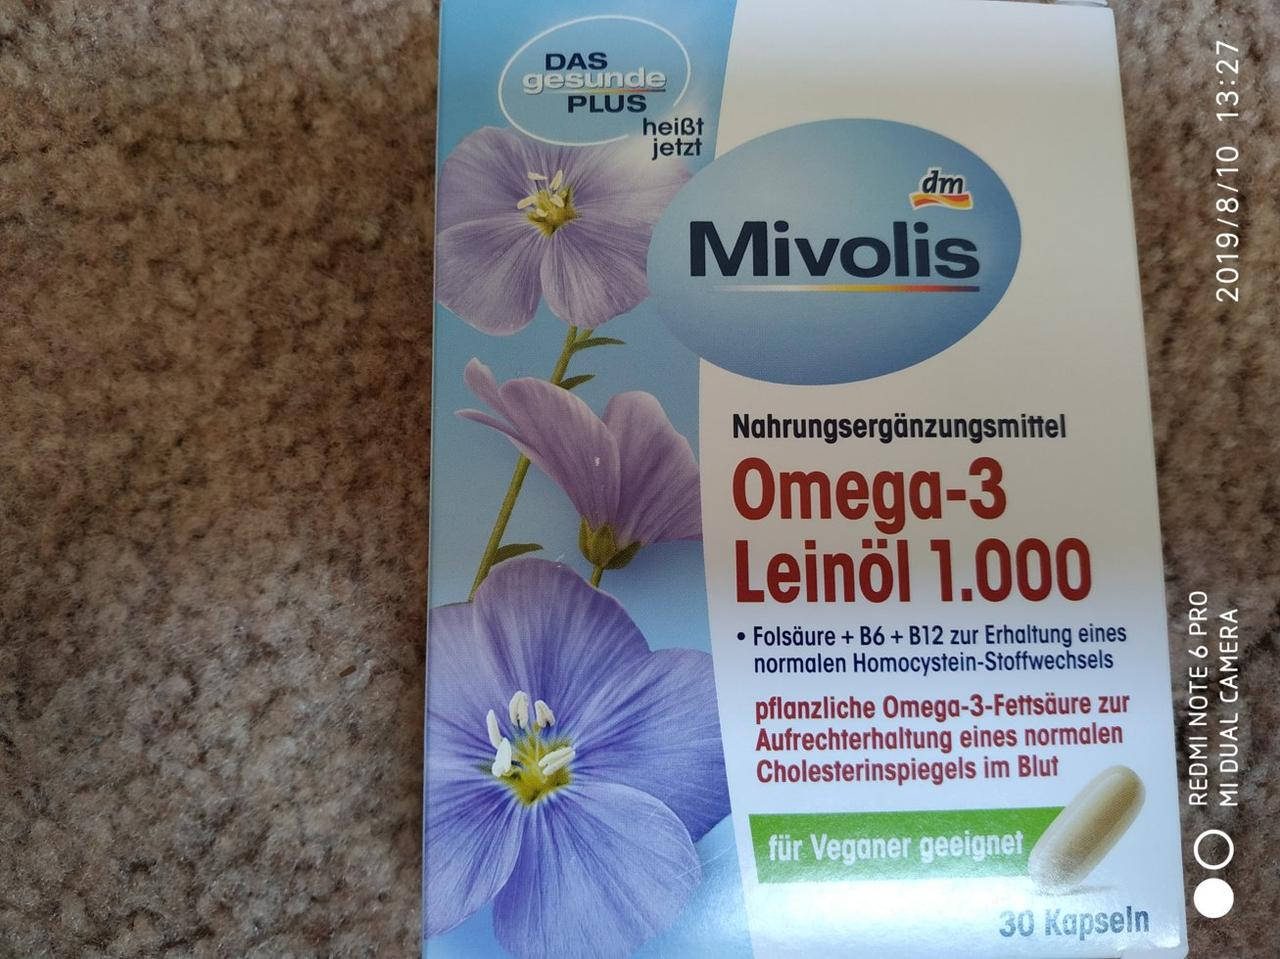 DAS
gesunde
PLUS
heißt
jetzt
dm
Mivolis
Nahrungsergänzungsmittel
Omega-3
Leinöl 1.000
• Folsäure + B6 + B12 zur Erhaltung eines
normalen Homocystein-Stoffwechsels
pflanzliche Omega-3-Fettsäure zur
Aufrechterhaltung eines normalen
Cholesterinspiegels im Blut
für Veganer geeignet
30 Kapseln
REDMI NOTE 6 PRO
MI DUAL CAMERA
2019/8/10 13:27